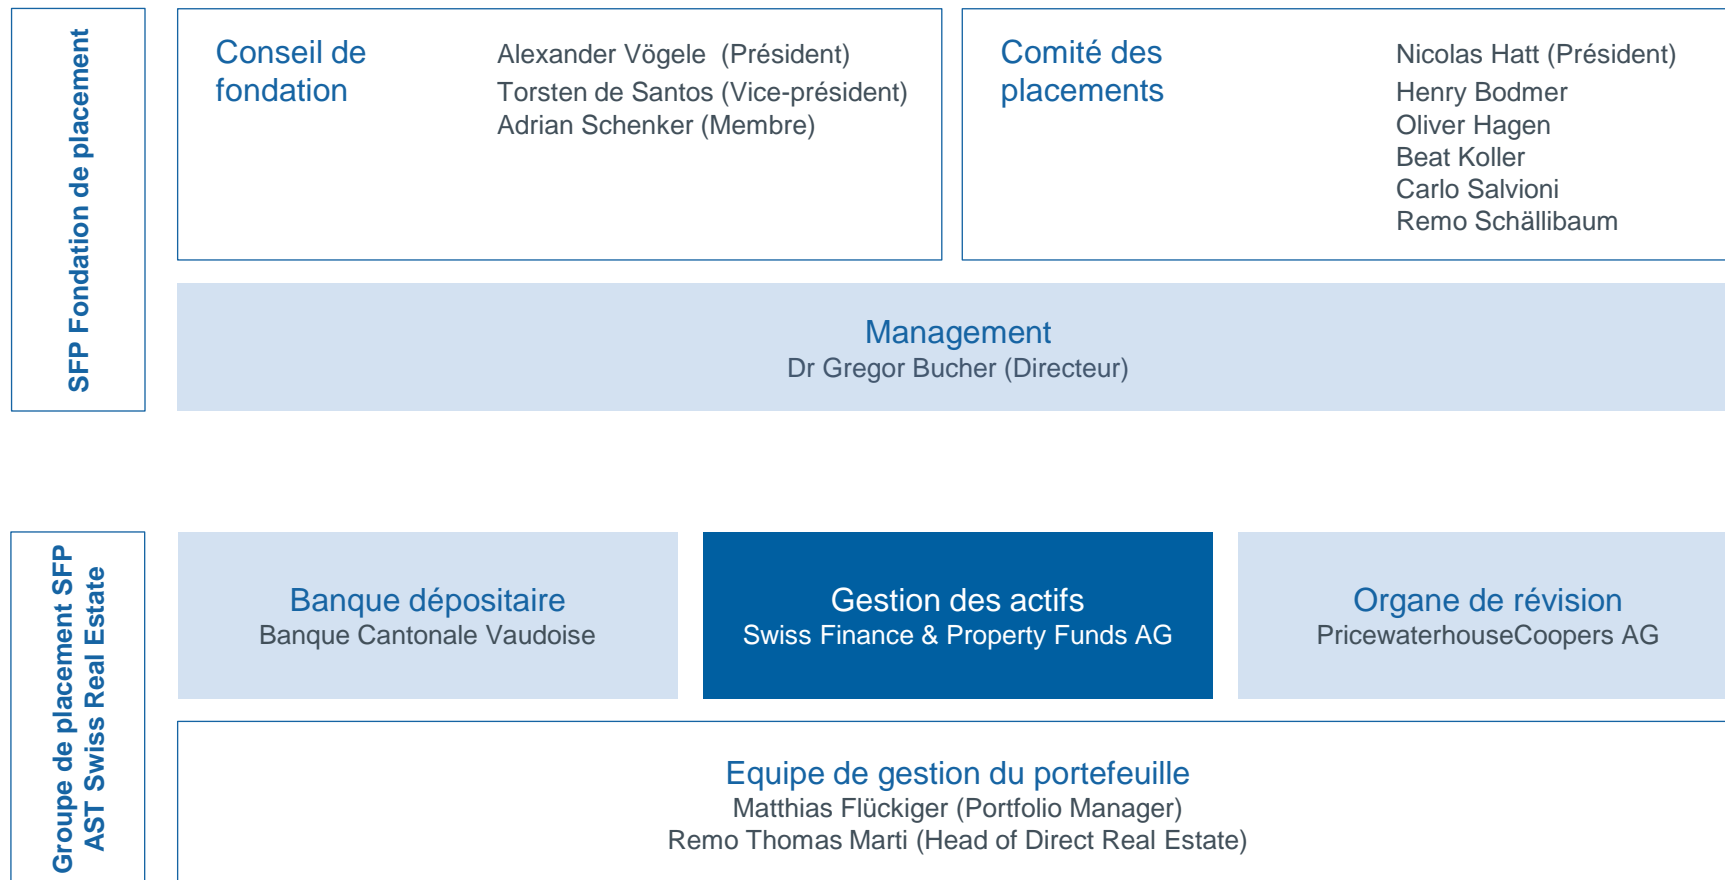 SFP Fondation de placement
Conseil de
fondation
Alexander Vögele  (Président)
Torsten de Santos (Vice-président)
Adrian Schenker (Membre)
Comité des
placements
Nicolas Hatt (Président)
Henry Bodmer
Oliver Hagen
Beat Koller
Carlo Salvioni
Remo Schällibaum
Management
Dr Gregor Bucher (Directeur)
Groupe de placement SFP
AST Swiss Real Estate
Banque dépositaire
Banque Cantonale Vaudoise
Gestion des actifs
Swiss Finance & Property Funds AG
Organe de révision
PricewaterhouseCoopers AG
Equipe de gestion du portefeuille
Matthias Flückiger (Portfolio Manager)
Remo Thomas Marti (Head of Direct Real Estate)